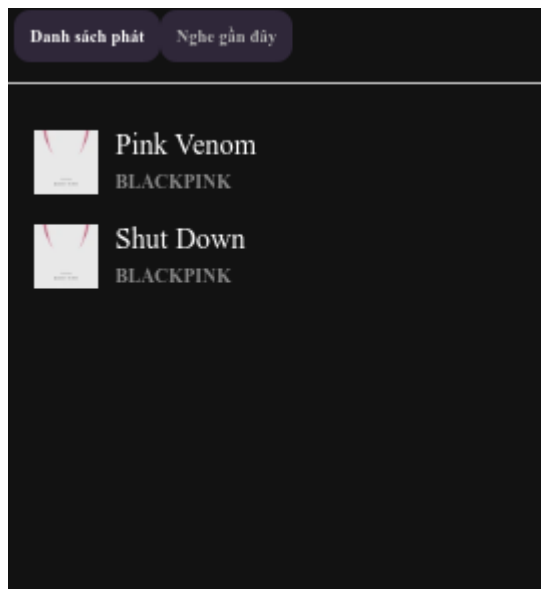 Danh sách phát
Nghe gần đây
Pink Venom
BLACKPINK
Shut Down
BLACKPINK